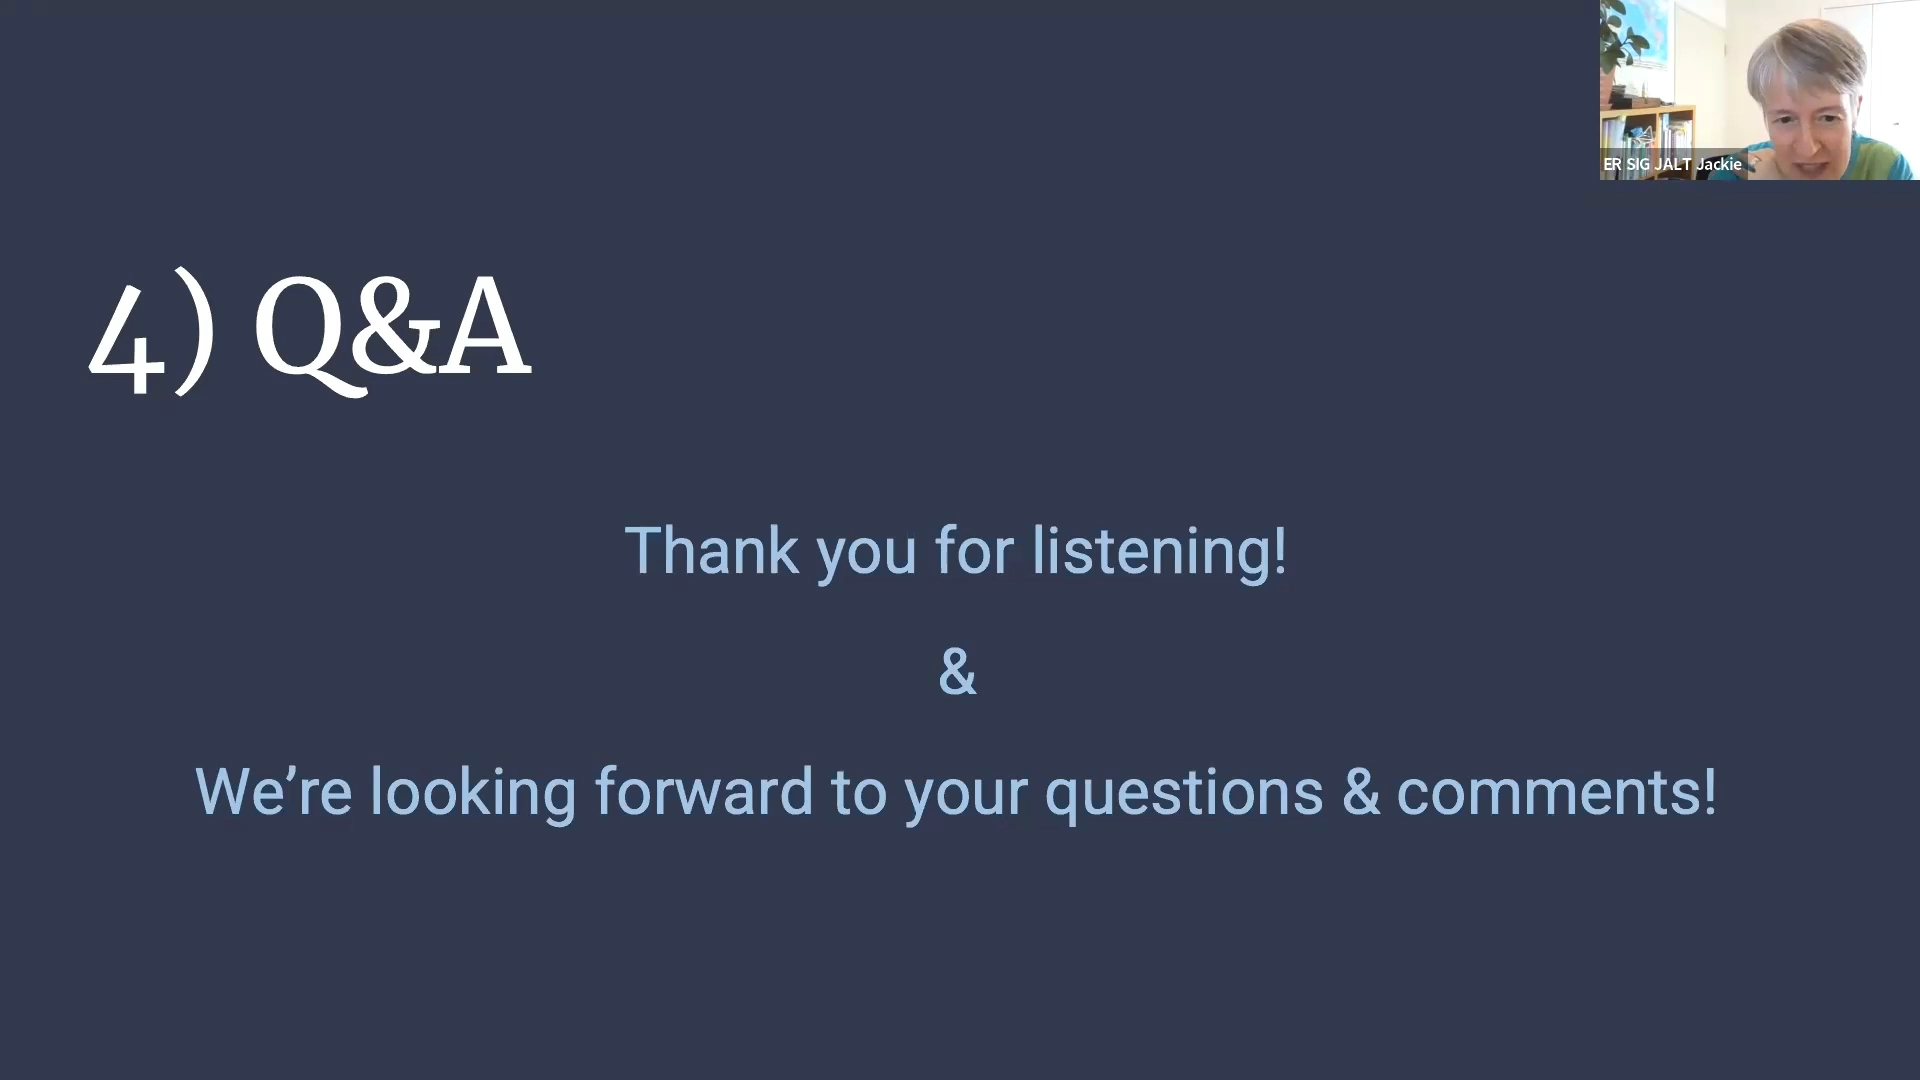 ER SIG JALT Jackie
4) Q&A
Thank you for listening!
&
We’re looking forward to your questions & comments!